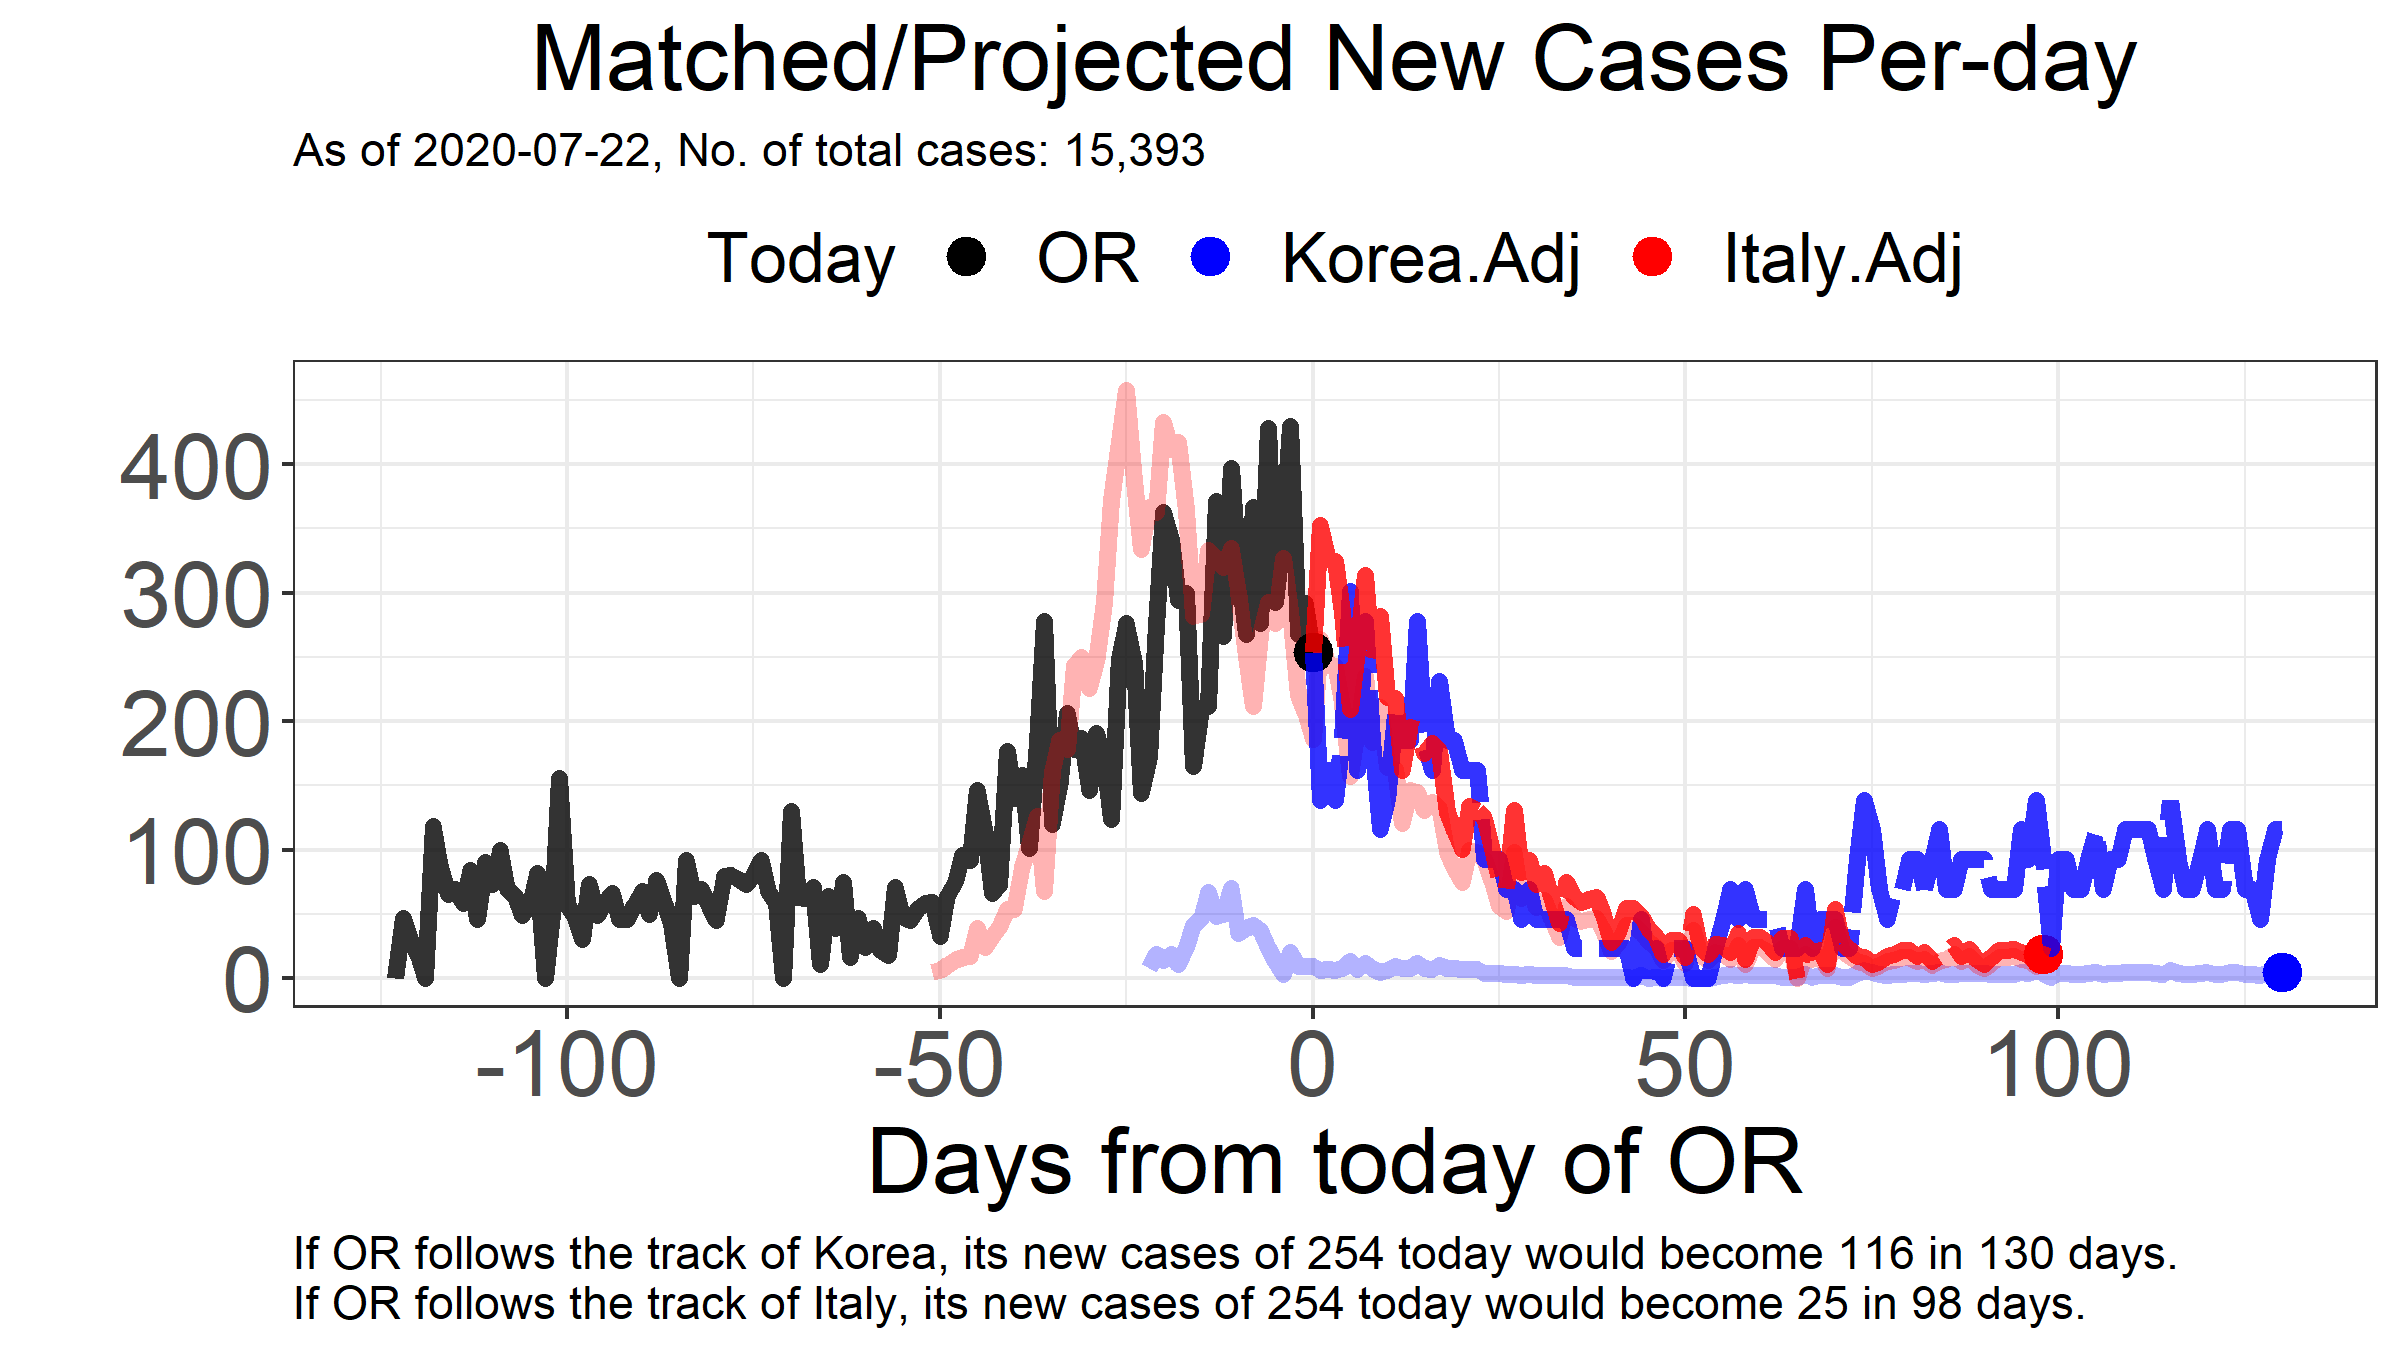 Matched/Projected New Cases Per-day
As of 2020-07-22, No. of total cases: 15,393
Today OR Korea.Adj Italy.Adj
400
300
200
100
0
-100 -50 0 50 100
Days from today of OR
If OR follows the track of Korea, its new cases of 254 today would become 116 in 130 days.
If OR follows the track of Italy, its new cases of 254 today would become 25 in 98 days.